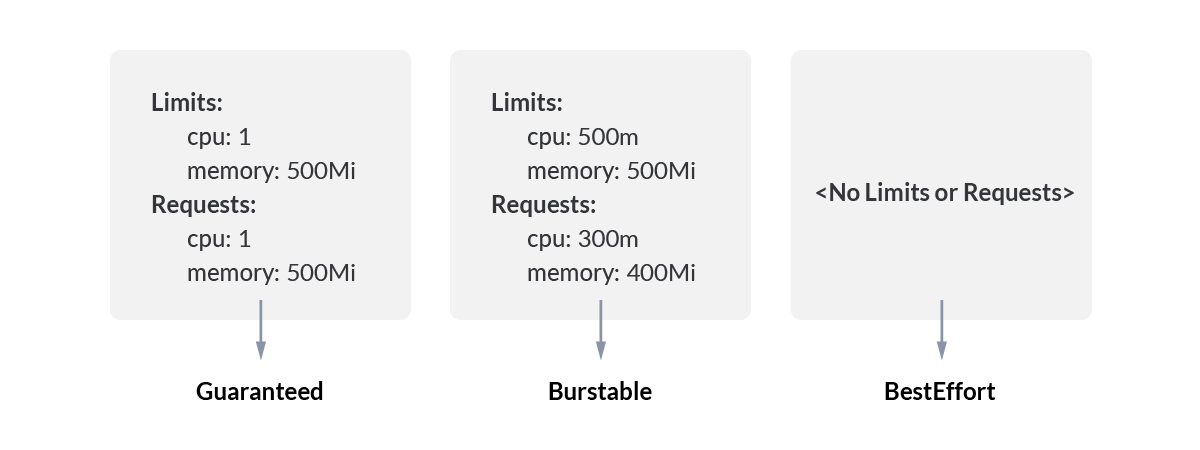 Limits:
cpu: 1
memory: 500Mi
Requests:
cpu: 1
memory: 500Mi
Guaranteed
Limits:
cpu: 500m
memory: 500Mi
Requests:
cpu: 300m
memory: 400Mi
Burstable
<No Limits or Requests>
BestEffort